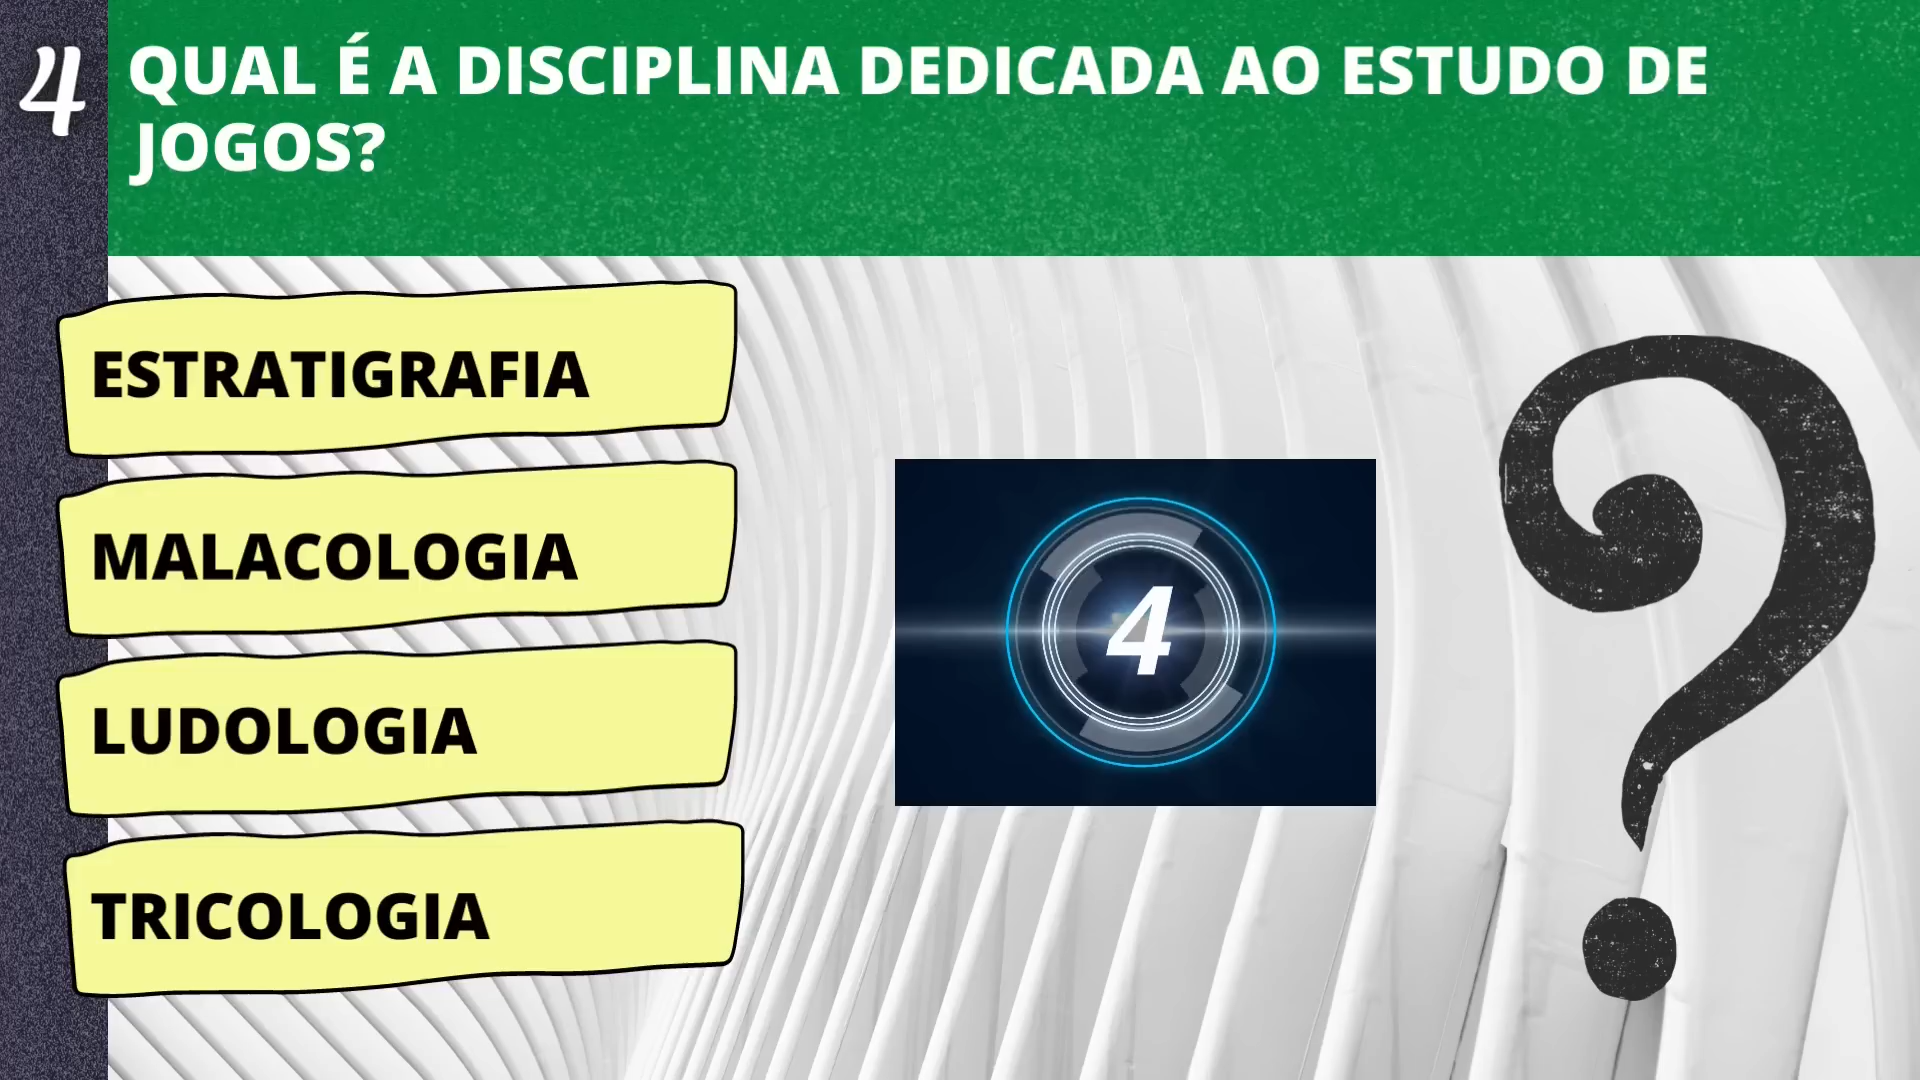 4
QUAL É A DISCIPLINA DEDICADA AO ESTUDO DE
JOGOS?
ESTRATIGRAFIA
MALACOLOGIA
LUDOLOGIA
TRICOLOGIA
4